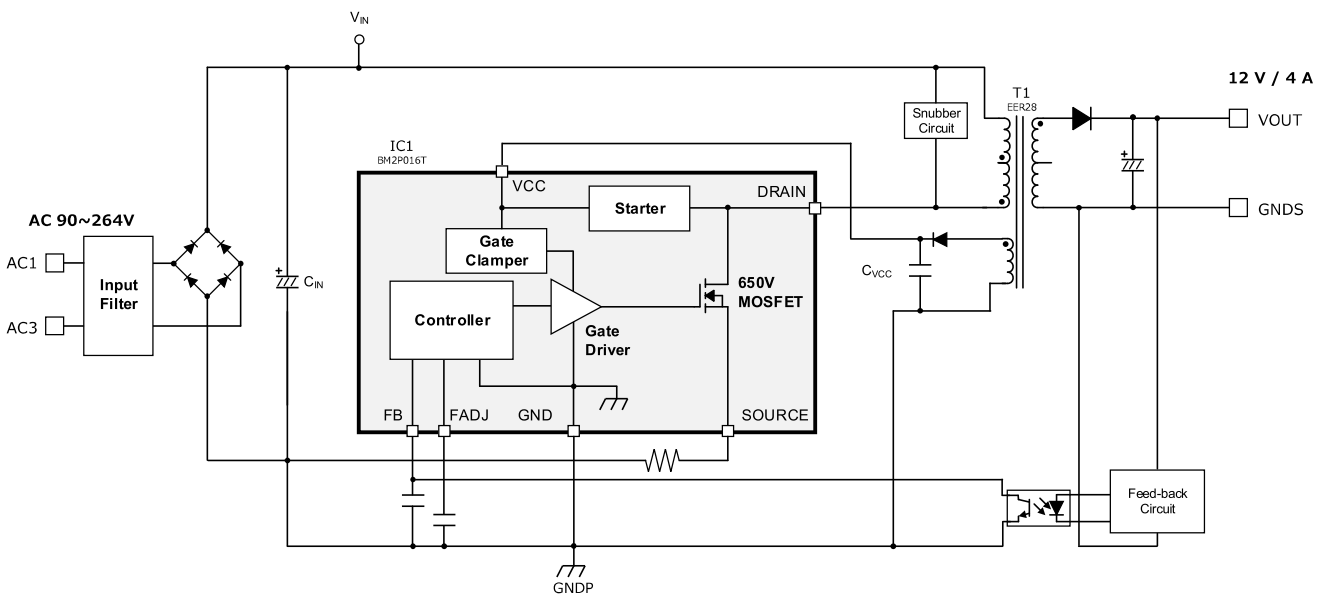 VIN
12 V / 4 A
T1
EER28
Snubber
Circuit
VOUT
IC1
BM2P016T
VCC
DRAIN
Starter
GNDS
AC 90~264V
Gate
Clamper
AC1
Input
Filter
+
CIN
CVCC
650V
MOSFET
+
Controller
AC3
Gate
Driver
FB
FADJ
GND
SOURCE
Feed-back
Circuit
GNDP